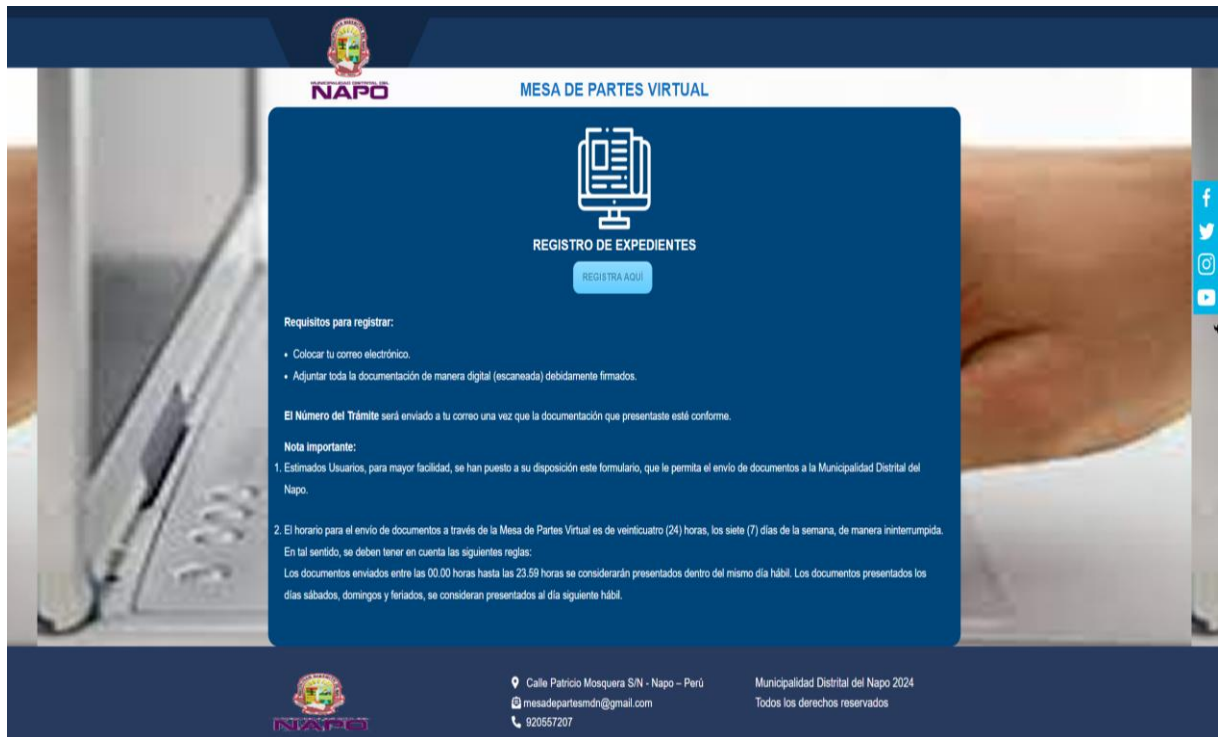 MUNICIPALIDAD DISTRITAL DEL
NAPO
MESA DE PARTES VIRTUAL
REGISTRO DE EXPEDIENTES
REGISTRA AQUÍ
Requisitos para registrar:
• Colocar tu correo electrónico.
• Adjuntar toda la documentación de manera digital (escaneada) debidamente firmados.
El Número del Trámite será enviado a tu correo una vez que la documentación que presentaste esté conforme.
Nota importante:
1. Estimados Usuarios, para mayor facilidad, se han puesto a su disposición este formulario, que le permita el envío de documentos a la Municipalidad Distrital del
Napo.
2. El horario para el envío de documentos a través de la Mesa de Partes Virtual es de veinticuatro (24) horas, los siete (7) días de la semana, de manera ininterrumpida.
En tal sentido, se deben tener en cuenta las siguientes reglas:
Los documentos enviados entre las 00.00 horas hasta las 23.59 horas se considerarán presentados dentro del mismo día hábil. Los documentos presentados los
días sábados, domingos y feriados, se consideran presentados al día siguiente hábil.
NAPO
Calle Patricio Mosquera S/N - Napo – Perú
mesadepartesmdn@gmail.com
920557207
Municipalidad Distrital del Napo 2024
Todos los derechos reservados